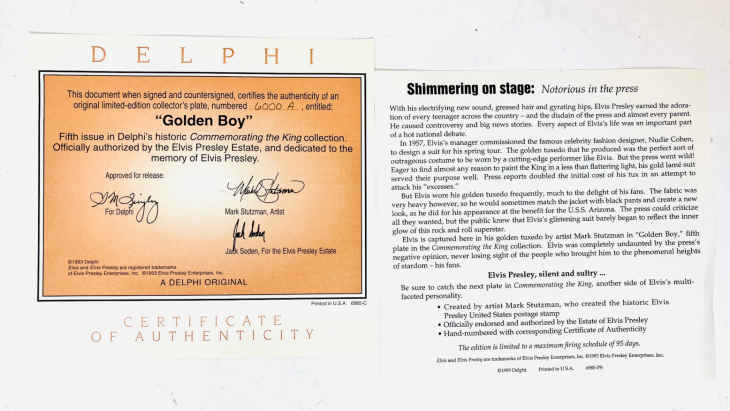 DELPHI
This document when signed and countersigned, certifies the authenticity of an
original limited-edition collector's plate, numbered 6000 A, entitled:
"Golden Boy"
Fifth issue in Delphi's historic Commemorating the King collection.
Officially authorized by the Elvis Presley Estate, and dedicated to the
memory of Elvis Presley.
Approved for release:
For Delphi
Mark Stutzman
Mark Stutzman, Artist
Jack Soden
Jack Soden, For the Elvis Presley Estate
©1993 Delphi
Elvis and Elvis Presley are registered trademarks
of Elvis Presley Enterprises, Inc. ©1993 Elvis Presley Enterprises, Inc.
A DELPHI ORIGINAL
Printed in U.S.A. 6980-C
CERTIFICATE
OF AUTHENTICITY
Shimmering on stage: Notorious in the press
With his electrifying new sound, greased hair and gyrating hips, Elvis Presley earned the adora-
tion of every teenager across the country – and the disdain of the press and almost every parent.
He caused controversy and big news stories. Every aspect of Elvis's life was an important part
of a hot national debate.
In 1957, Elvis's manager commissioned the famous celebrity fashion designer, Nudie Cohen,
to design a suit for his spring tour. The golden tuxedo that he produced was the perfect sort of
outrageous costume to be worn by a cutting-edge performer like Elvis. But the press went wild!
Eager to find almost any reason to paint the King in a less than flattering light, his gold lamé suit
served their purpose well. Press reports doubled the initial cost of his tux in an attempt to
attack his "excesses."
But Elvis wore his golden tuxedo frequently, much to the delight of his fans. The fabric was
very heavy however, so he would sometimes match the jacket with black pants and create a new
look, as he did for his appearance at the benefit for the U.S.S. Arizona. The press could criticize
all they wanted, but the public knew that Elvis's glistening suit barely began to reflect the inner
glow of this rock and roll superstar.
Elvis is captured here in his golden tuxedo by artist Mark Stutzman in "Golden Boy," fifth
plate in the Commemorating the King collection. Elvis was completely undaunted by the press's
negative opinion, never losing sight of the people who brought him to the phenomenal heights
of stardom – his fans.
Elvis Presley, silent and sultry ...
Be sure to catch the next plate in Commemorating the King, another side of Elvis's multi-
faceted personality.
• Created by artist Mark Stutzman, who created the historic Elvis
Presley United States postage stamp
• Officially endorsed and authorized by the Estate of Elvis Presley
• Hand-numbered with corresponding Certificate of Authenticity
The edition is limited to a maximum firing schedule of 95 days.
Elvis and Elvis Presley are trademarks of Elvis Presley Enterprises, Inc. ©1993 Elvis Presley Enterprises, Inc.
©1993 Delphi Printed in U.S.A. 6980-PS